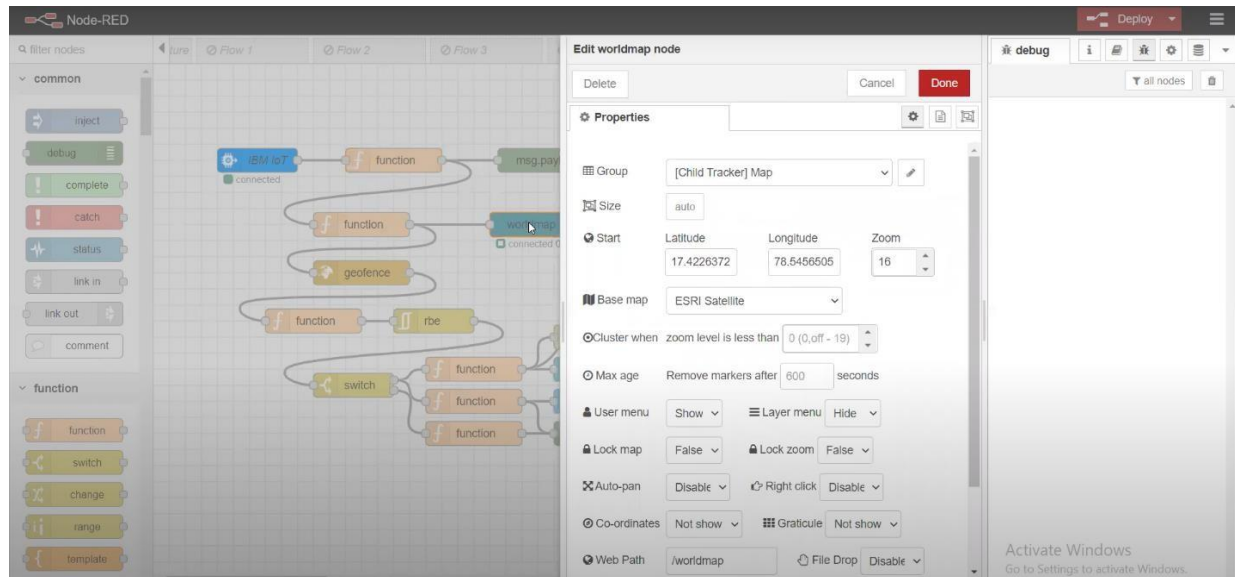 Node-RED
Deploy
filter nodes
ture
Flow 1
Flow 2
Flow 3
Edit worldmap node
debug
i
common
Delete
Cancel
Done
all nodes
Properties
inject
debug
IBM IoT
function
msg.payl
connected
complete
Group
[Child Tracker] Map
Size
auto
catch
function
worldmap
Start
Latitude
Longitude
Zoom
status
connected 0
17.4226372
78.5456505
16
link in
geofence
Base map
ESRI Satellite
link out
function
rbe
Cluster when
zoom level is less than
0 (0,off - 19)
comment
function
Max age
Remove markers after
600
seconds
function
switch
User menu
Show
Layer menu
Hide
function
function
function
Lock map
False
Lock zoom
False
switch
change
Auto-pan
Disable
Right click
Disable
range
Co-ordinates
Not show
Graticule
Not show
template
Web Path
/worldmap
File Drop
Disable
Activate Windows
Go to Settings to activate Windows.